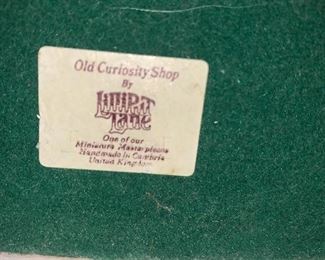 Old Curiosity Shop
By
Lilliput
Lane
One of our
Miniature Masterpieces
Handmade in Cumbria
United Kingdom